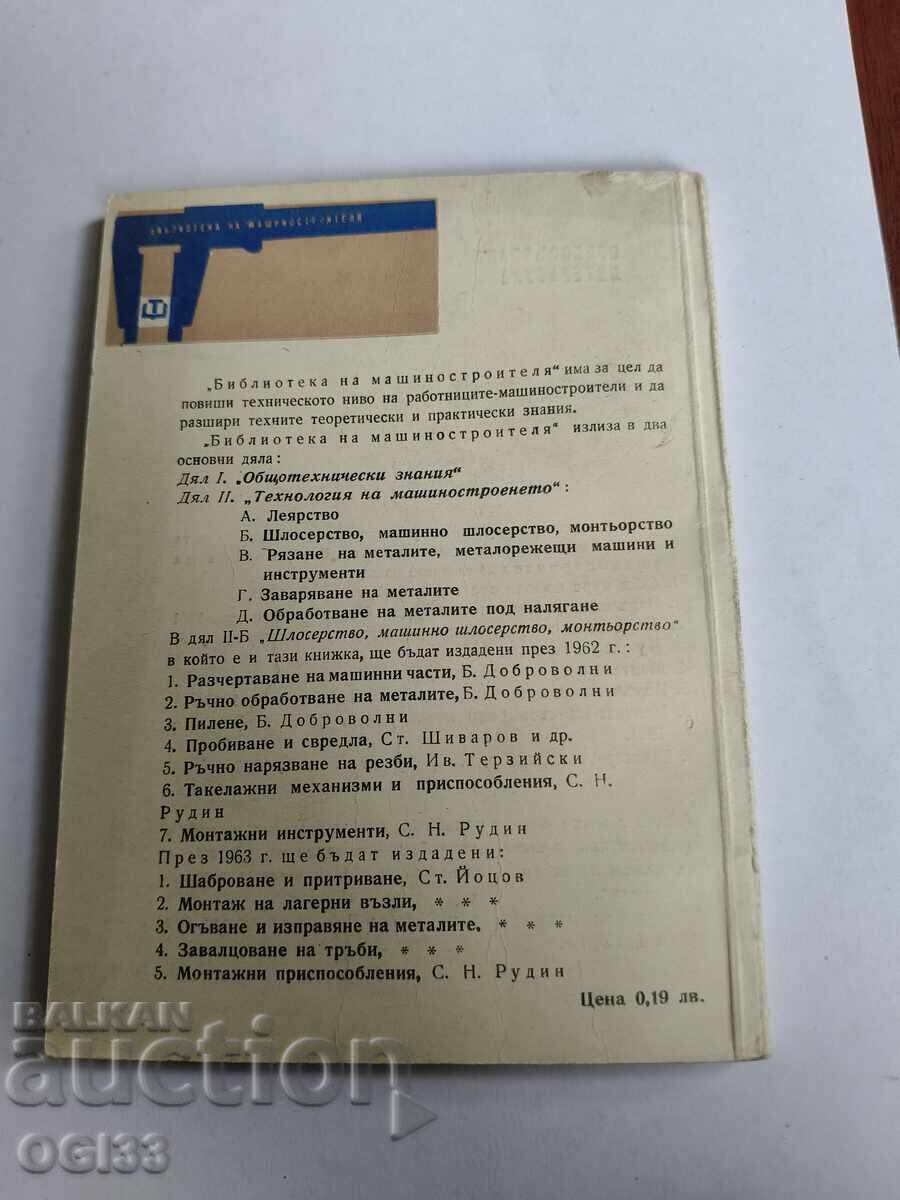 БИБЛИОТЕКА НА МАШИНОСТРОИТЕЛЯ
„Библиотека на машиностроителя“ има за цел да
повиши техническото ниво на работниците-машиностроители и да
разшири техните теоретически и практически знания.
„Библиотека на машиностроителя“ излиза в два
основни дяла:
Дял I. „Общотехнически знания“
Дял II. „Технология на машиностроенето“:
А. Леярство
Б. Шлосерство, машинно шлосерство, монтьорство
В. Рязане на металите, металорежещи машини и
инструменти
Г. Заваряване на металите
Д. Обработване на металите под налягане
В дял II-Б „Шлосерство, машинно шлосерство, монтьорство“
в който е и тази книжка, ще бъдат издадени през 1962 г.:
1. Разчертаване на машинни части, Б. Доброволни
2. Ръчно обработване на металите, Б. Доброволни
3. Пилене, Б. Доброволни
4. Пробиване и свредла, Ст. Шиваров и др.
5. Ръчно нарязване на резби, Ив. Терзийски
6. Такелажни механизми и приспособления, С. Н.
Рудин
7. Монтажни инструменти, С. Н. Рудин
През 1963 г. ще бъдат издадени:
1. Шаброване и притриване, Ст. Йоцов
2. Монтаж на лагерни възли, * * *
3. Огъване и изправяне на металите. * * *
4. Завалцоване на тръби, * * *
5. Монтажни приспособления, С. Н. Рудин
Цена 0,19 лв.
BALKAN
auction
OGI33